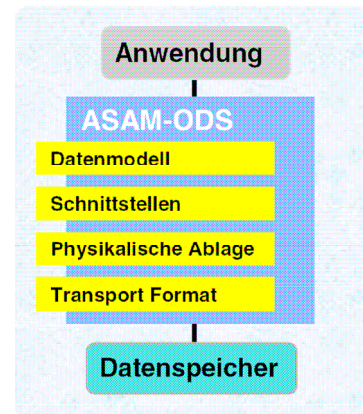 Anwendung
ASAM-ODS
Datenmodell
Schnittstellen
Physikalische Ablage
Transport Format
Datenspeicher